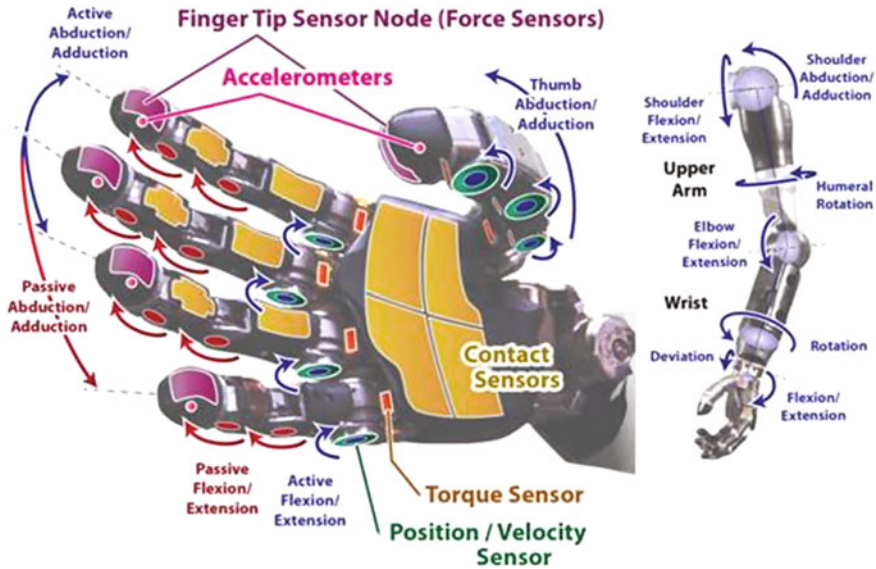 Active
Abduction/
Adduction
Finger Tip Sensor Node (Force Sensors)
Accelerometers
Thumb
Abduction/
Adduction
Passive
Abduction/
Adduction
Contact
Sensors
Passive
Flexion/
Extension
Active
Flexion/
Extension
Torque Sensor
Position / Velocity
Sensor
Shoulder
Abduction/
Adduction
Shoulder
Flexion/
Extension
Upper
Arm
Humeral
Rotation
Elbow
Flexion/
Extension
Wrist
Rotation
Deviation
Flexion/
Extension